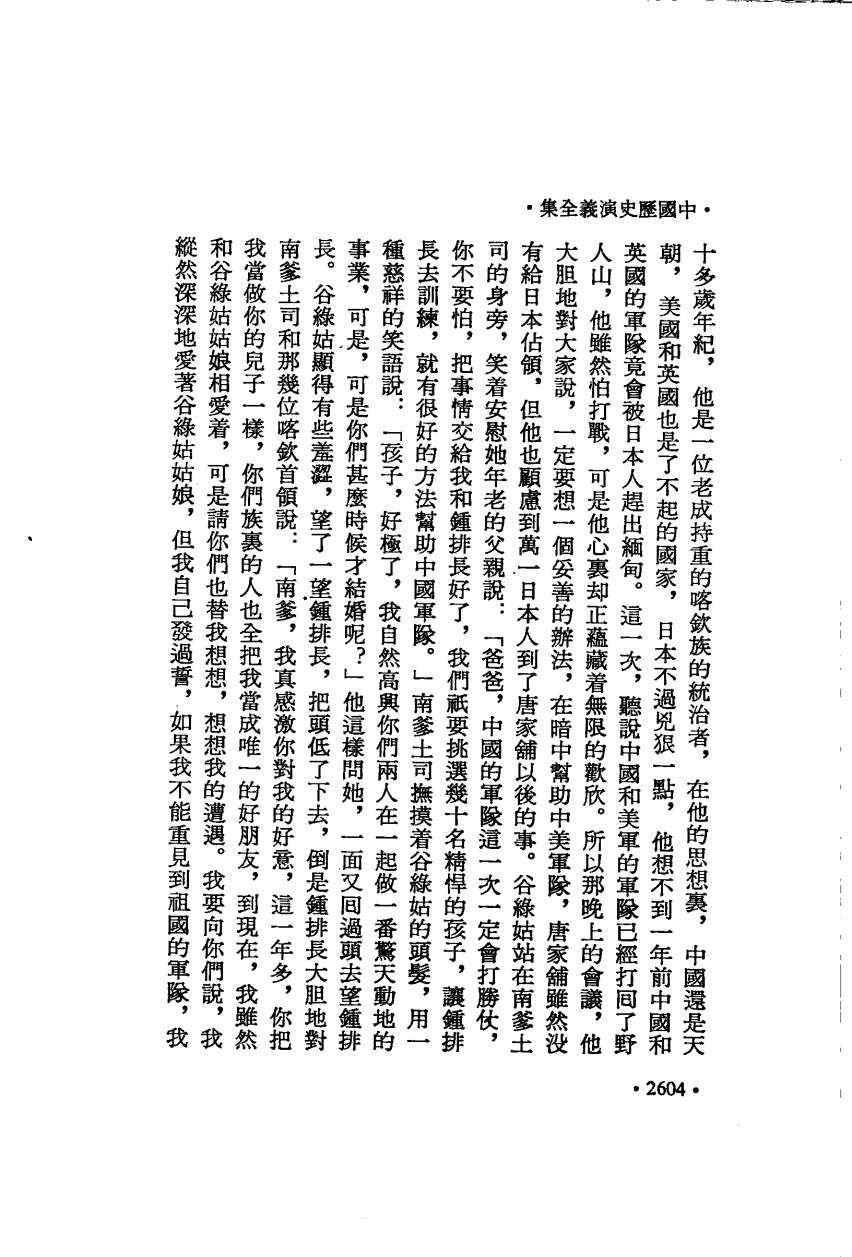 •中國歷史演義全集•
十多歲年紀，他是一位老成持重的喀欽族的統治者，在他的思想裏，中國還是天
朝，美國和英國也是了不起的國家，日本不過兇狠一點，他想不到一年前中國和
英國的軍隊竟會被日本人趕出緬甸。這一次，聽說中國和美軍的軍隊已經打回了野
人山，他雖然怕打戰，可是他心裏却正蘊藏着無限的歡欣。所以那晚上的會議，他
大胆地對大家說，一定要想一個妥善的辦法，在暗中幫助中美軍隊，唐家舖雖然没
有給日本佔領，但他也顧慮到萬一日本人到了唐家舖以後的事。谷綠姑站在南爹土
司的身旁，笑着安慰她年老的父親說：「爸爸，中國的軍隊這一次一定會打勝仗，
你不要怕，把事情交給我和鍾排長好了，我們祇要挑選幾十名精悍的孩子，讓鍾排
長去訓練，就有很好的方法幫助中國軍隊。」南爹土司撫摸着谷綠姑的頭髮，用一
種慈祥的笑語說：「孩子，好極了，我自然高興你們兩人在一起做一番驚天動地的
事業，可是，可是你們甚麼時候才結婚呢？」他這樣問她，一面又回過頭去望鍾排
長。谷綠姑顯得有些羞澀，望了一望鍾排長，把頭低了下去，倒是鍾排長大胆地對
南爹土司和那幾位喀欽首領說：「南爹，我真感激你對我的好意，這一年多，你把
我當做你的兒子一樣，你們族裏的人也全把我當成唯一的好朋友，到現在，我雖然
和谷綠姑姑娘相愛着，可是請你們也替我想想，想想我的遭遇。我要向你們說，我
縱然深深地愛著谷綠姑姑娘，但我自己發過誓，如果我不能重見到祖國的軍隊，我
•2604•